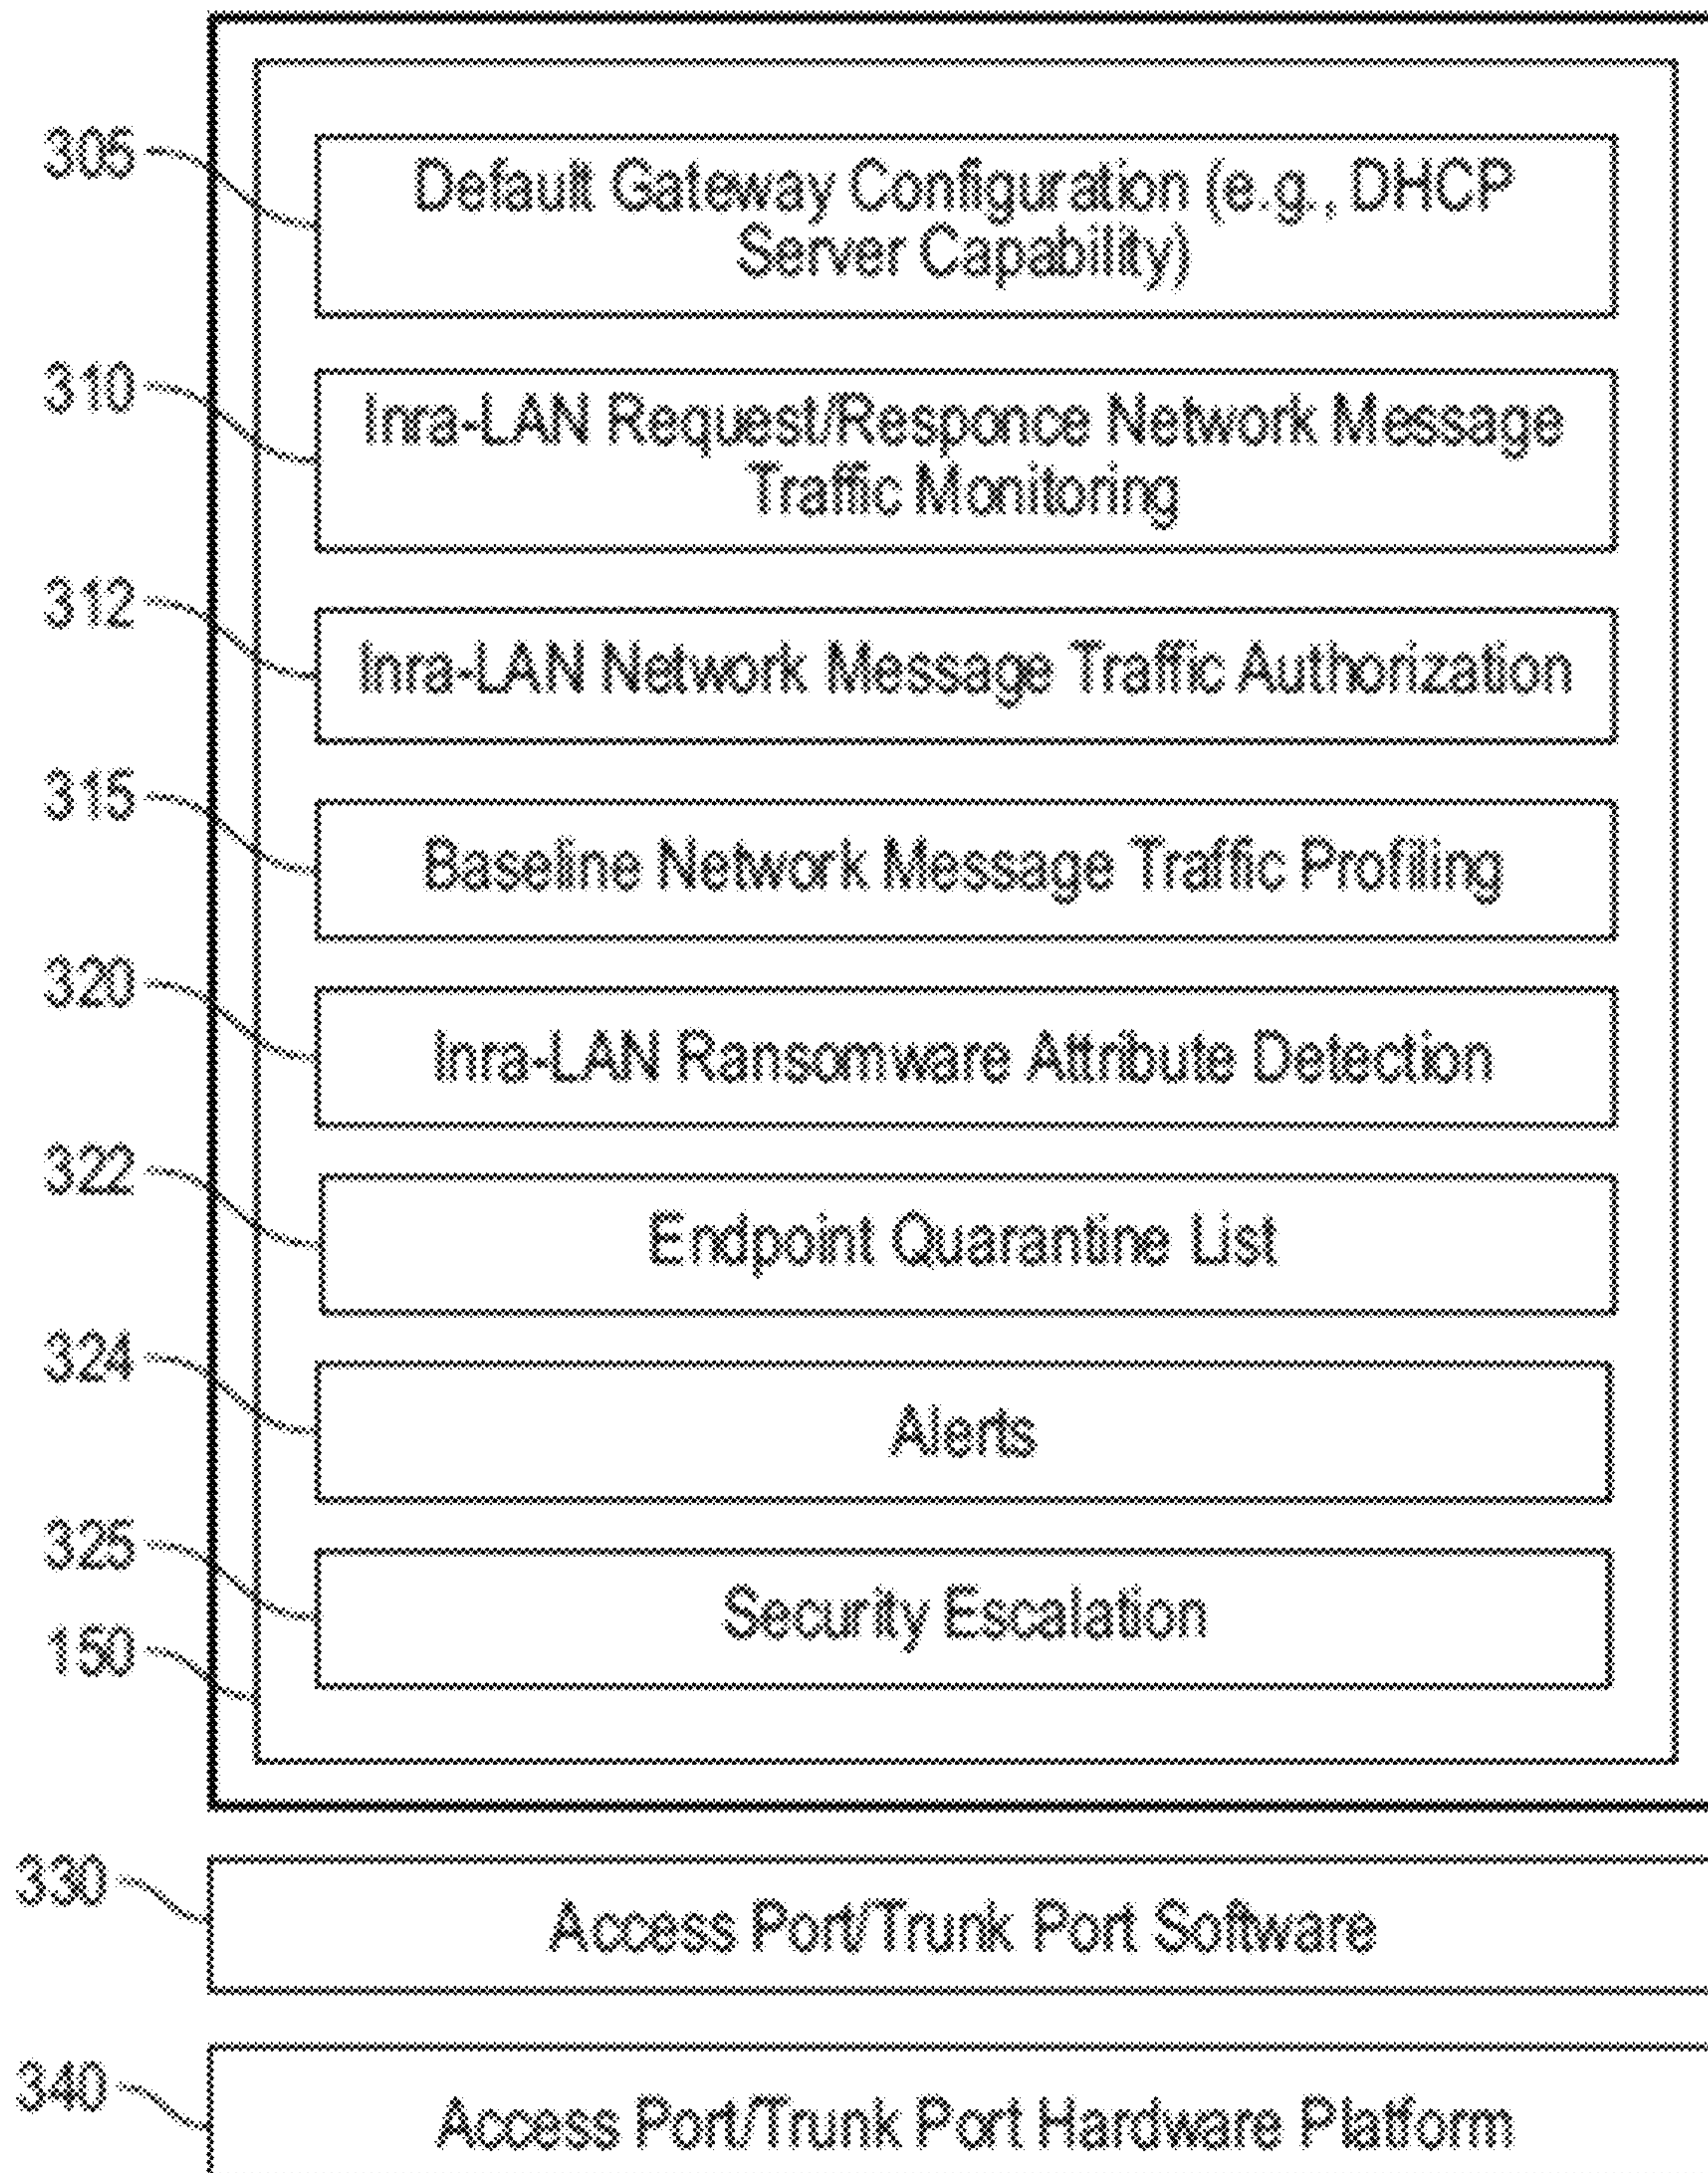 305
Default Gateway Configuration (e.g., DHCP
Server Capability)
310
Inra-LAN Request/Responce Network Message
Traffic Monitoring
312
Inra-LAN Network Message Traffic Authorization
315
Baseline Network Message Traffic Profiling
320
Inra-LAN Ransomware Attribute Detection
322
Endpoint Quarantine List
324
Alerts
325
Security Escalation
150
330
Access Port/Trunk Port Software
340
Access Port/Trunk Port Hardware Platform